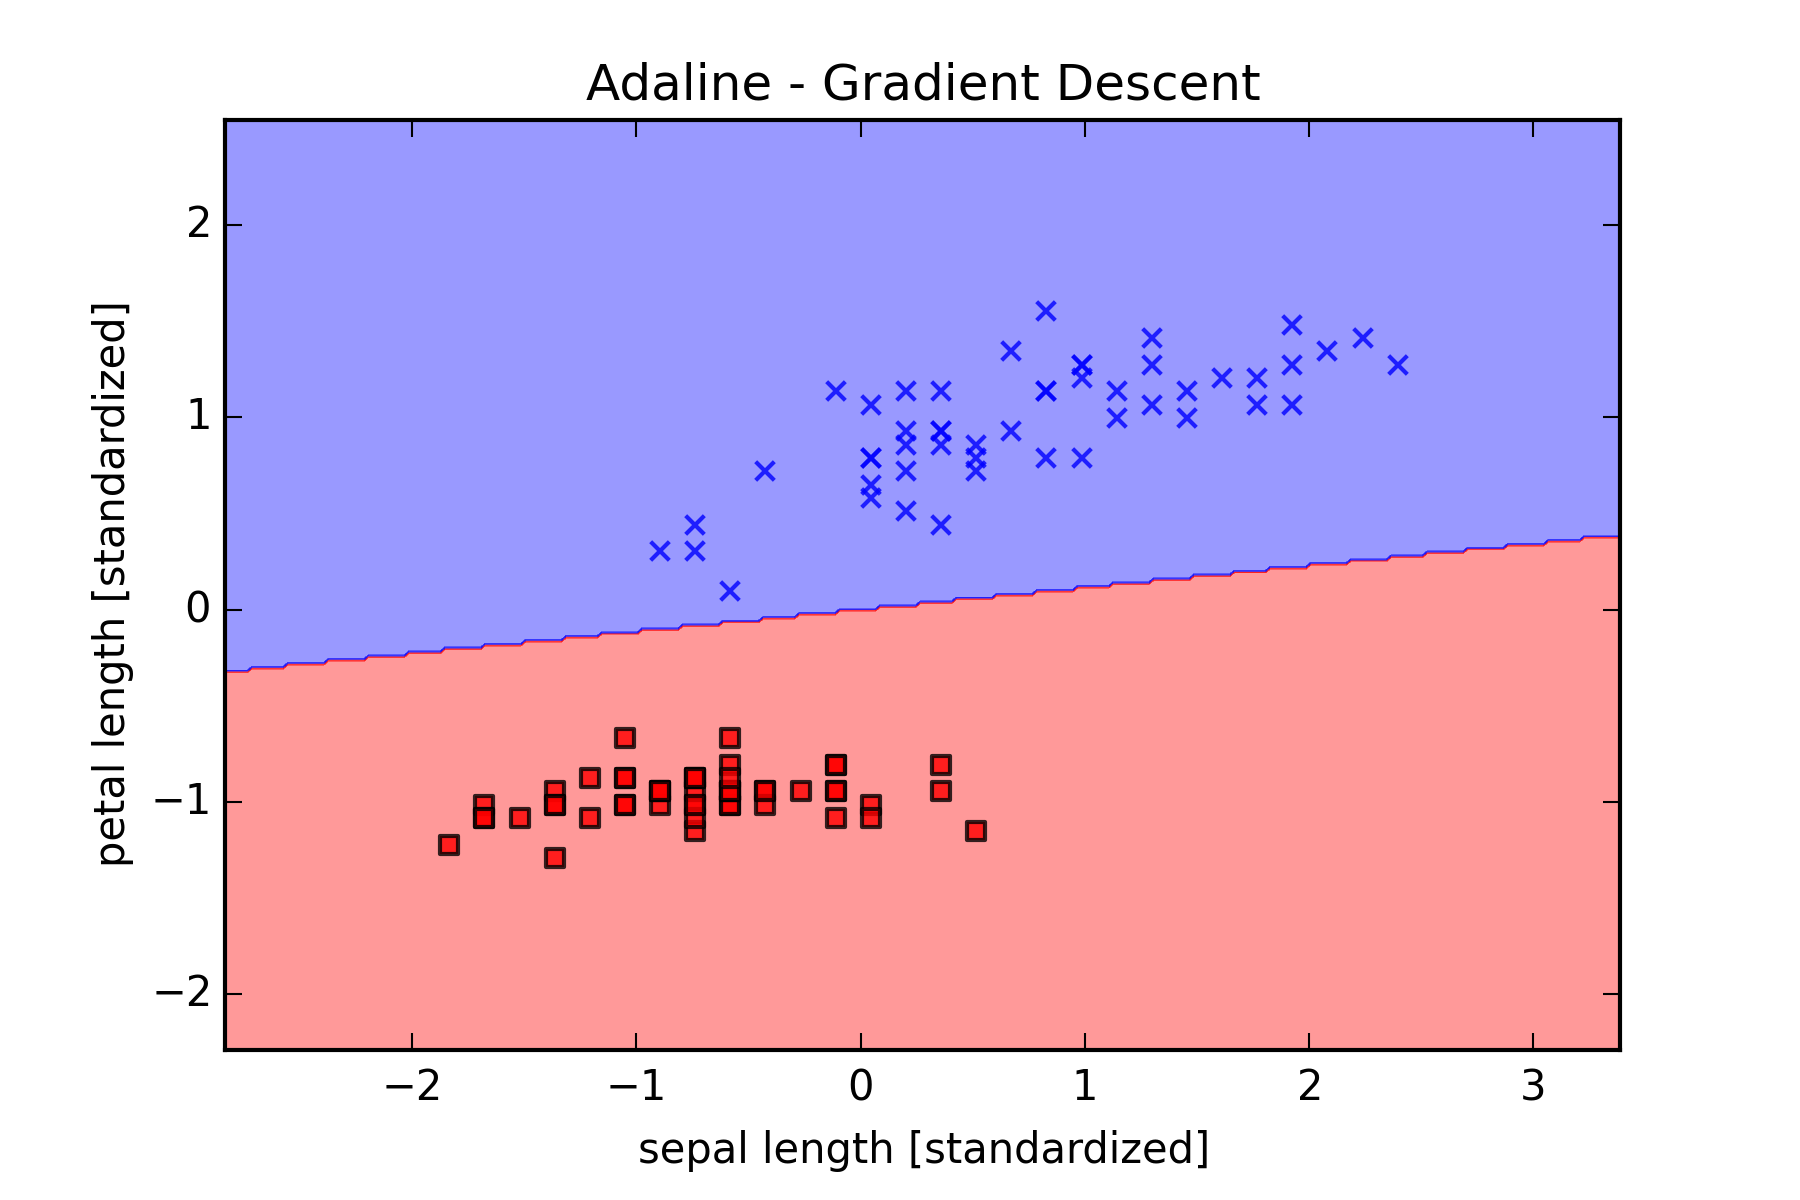 Adaline - Gradient Descent
petal length [standardized]
2
1
0
−1
−2
−2 −1 0 1 2 3
sepal length [standardized]